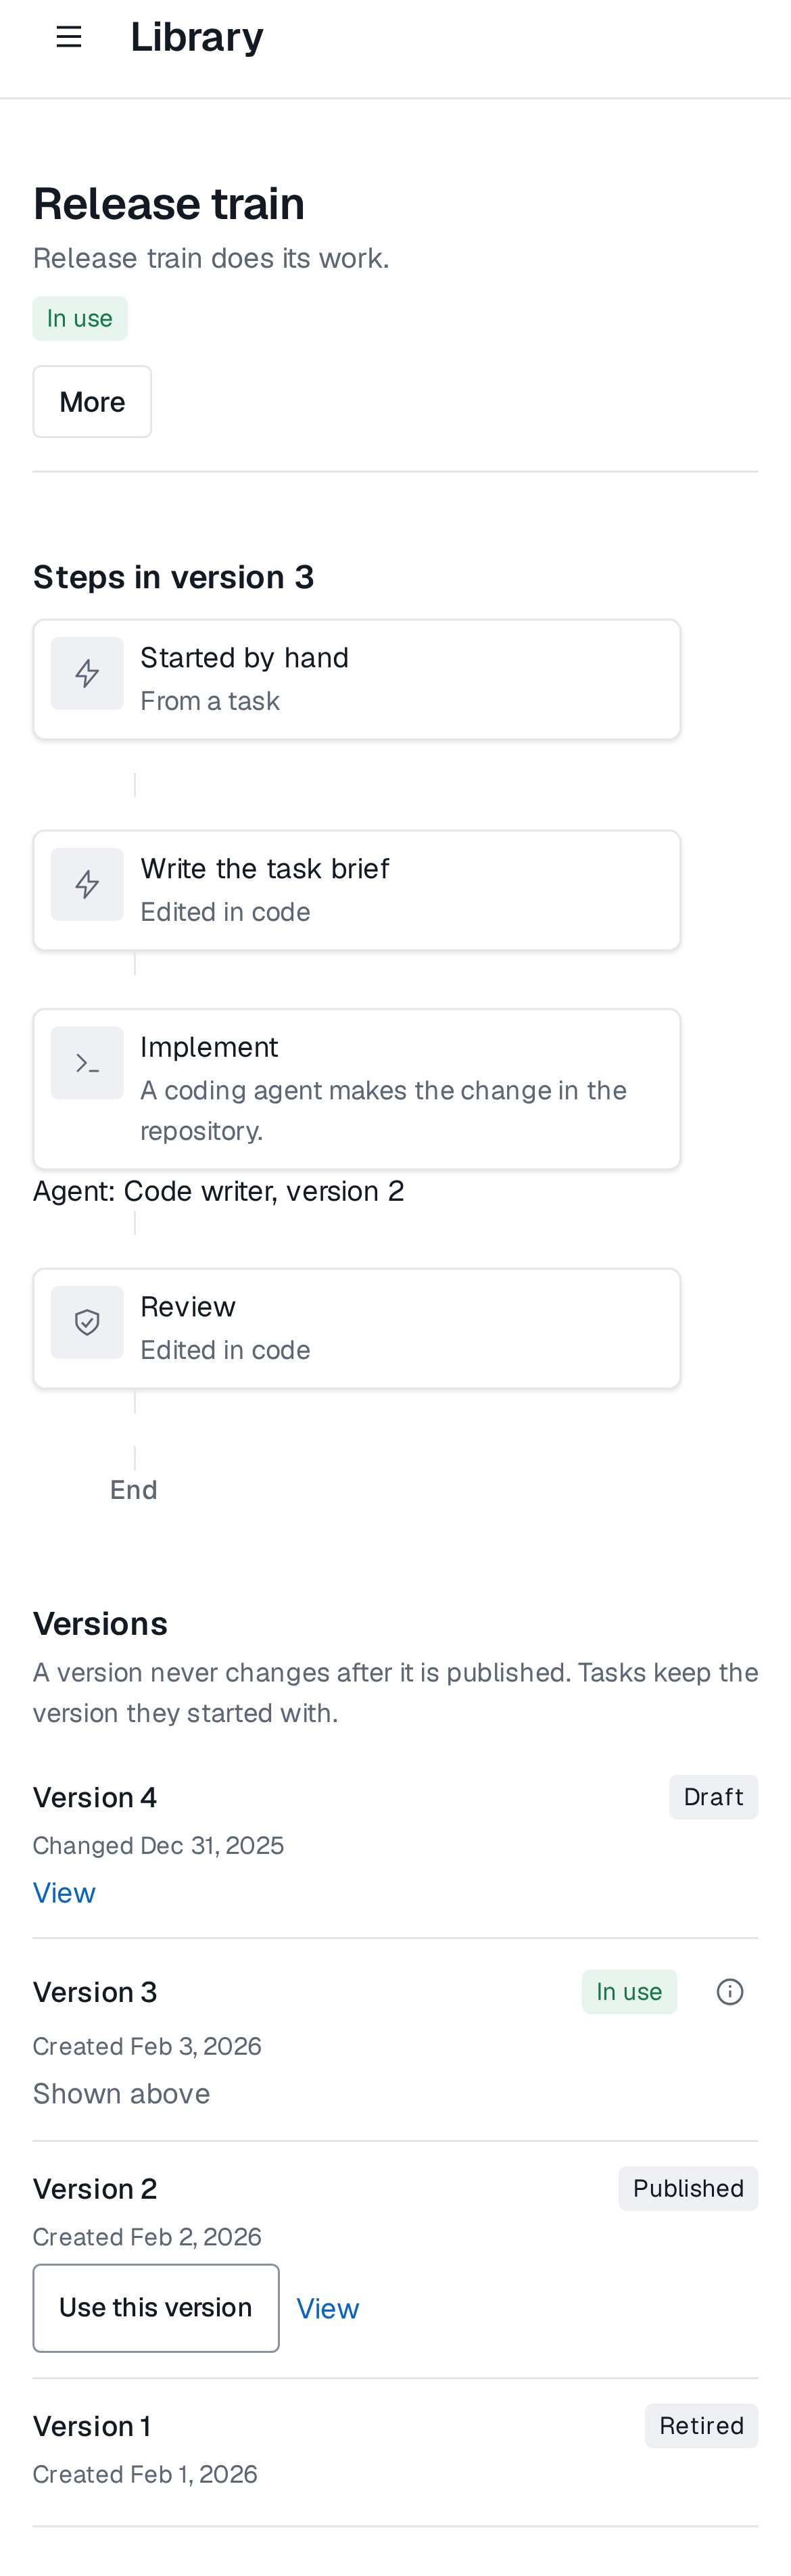 Library
Release train
Release train does its work.
In use
More
Steps in version 3
Started by hand
From a task
Write the task brief
Edited in code
Implement
A coding agent makes the change in the
repository.
Agent: Code writer, version 2
Review
Edited in code
End
Versions
A version never changes after it is published. Tasks keep the
version they started with.
Version 4
Draft
Changed Dec 31, 2025
View
Version 3
In use
Created Feb 3, 2026
Shown above
Version 2
Published
Created Feb 2, 2026
Use this version
View
Version 1
Retired
Created Feb 1, 2026